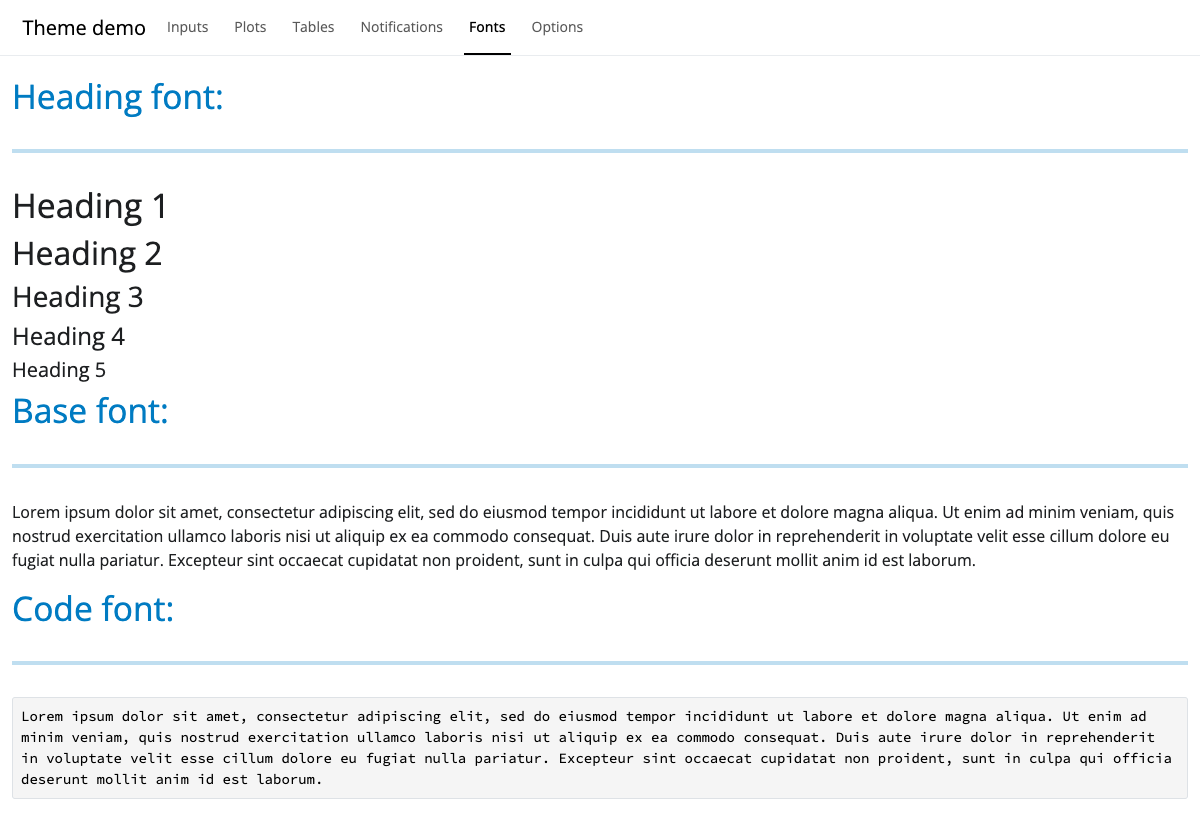 Theme demo Inputs Plots Tables Notifications Fonts Options
Heading font:
Heading 1
Heading 2
Heading 3
Heading 4
Heading 5
Base font:
Lorem ipsum dolor sit amet, consectetur adipiscing elit, sed do eiusmod tempor incididunt ut labore et dolore magna aliqua. Ut enim ad minim veniam, quis
nostrud exercitation ullamco laboris nisi ut aliquip ex ea commodo consequat. Duis aute irure dolor in reprehenderit in voluptate velit esse cillum dolore eu
fugiat nulla pariatur. Excepteur sint occaecat cupidatat non proident, sunt in culpa qui officia deserunt mollit anim id est laborum.
Code font:
Lorem ipsum dolor sit amet, consectetur adipiscing elit, sed do eiusmod tempor incididunt ut labore et dolore magna aliqua. Ut enim ad
minim veniam, quis nostrud exercitation ullamco laboris nisi ut aliquip ex ea commodo consequat. Duis aute irure dolor in reprehenderit
in voluptate velit esse cillum dolore eu fugiat nulla pariatur. Excepteur sint occaecat cupidatat non proident, sunt in culpa qui officia
deserunt mollit anim id est laborum.